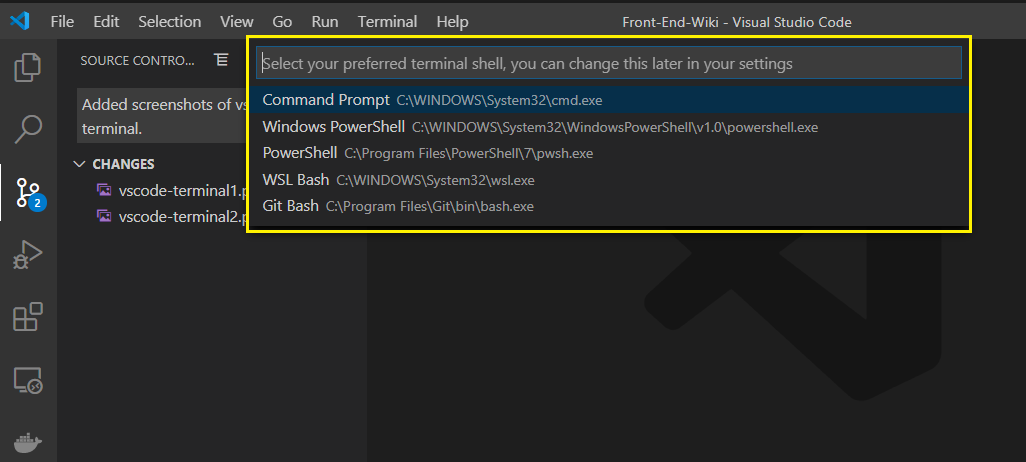 File Edit Selection View Go Run Terminal Help Front-End-Wiki - Visual Studio Code
SOURCE CONTRO...
Select your preferred terminal shell, you can change this later in your settings
Added screenshots of vs
terminal.
Command Prompt C:\WINDOWS\System32\cmd.exe
Windows PowerShell C:\WINDOWS\System32\WindowsPowerShell\v1.0\powershell.exe
PowerShell C:\Program Files\PowerShell\7\pwsh.exe
WSL Bash C:\WINDOWS\System32\wsl.exe
Git Bash C:\Program Files\Git\bin\bash.exe
CHANGES
vscode-terminal1.p
vscode-terminal2.p
2